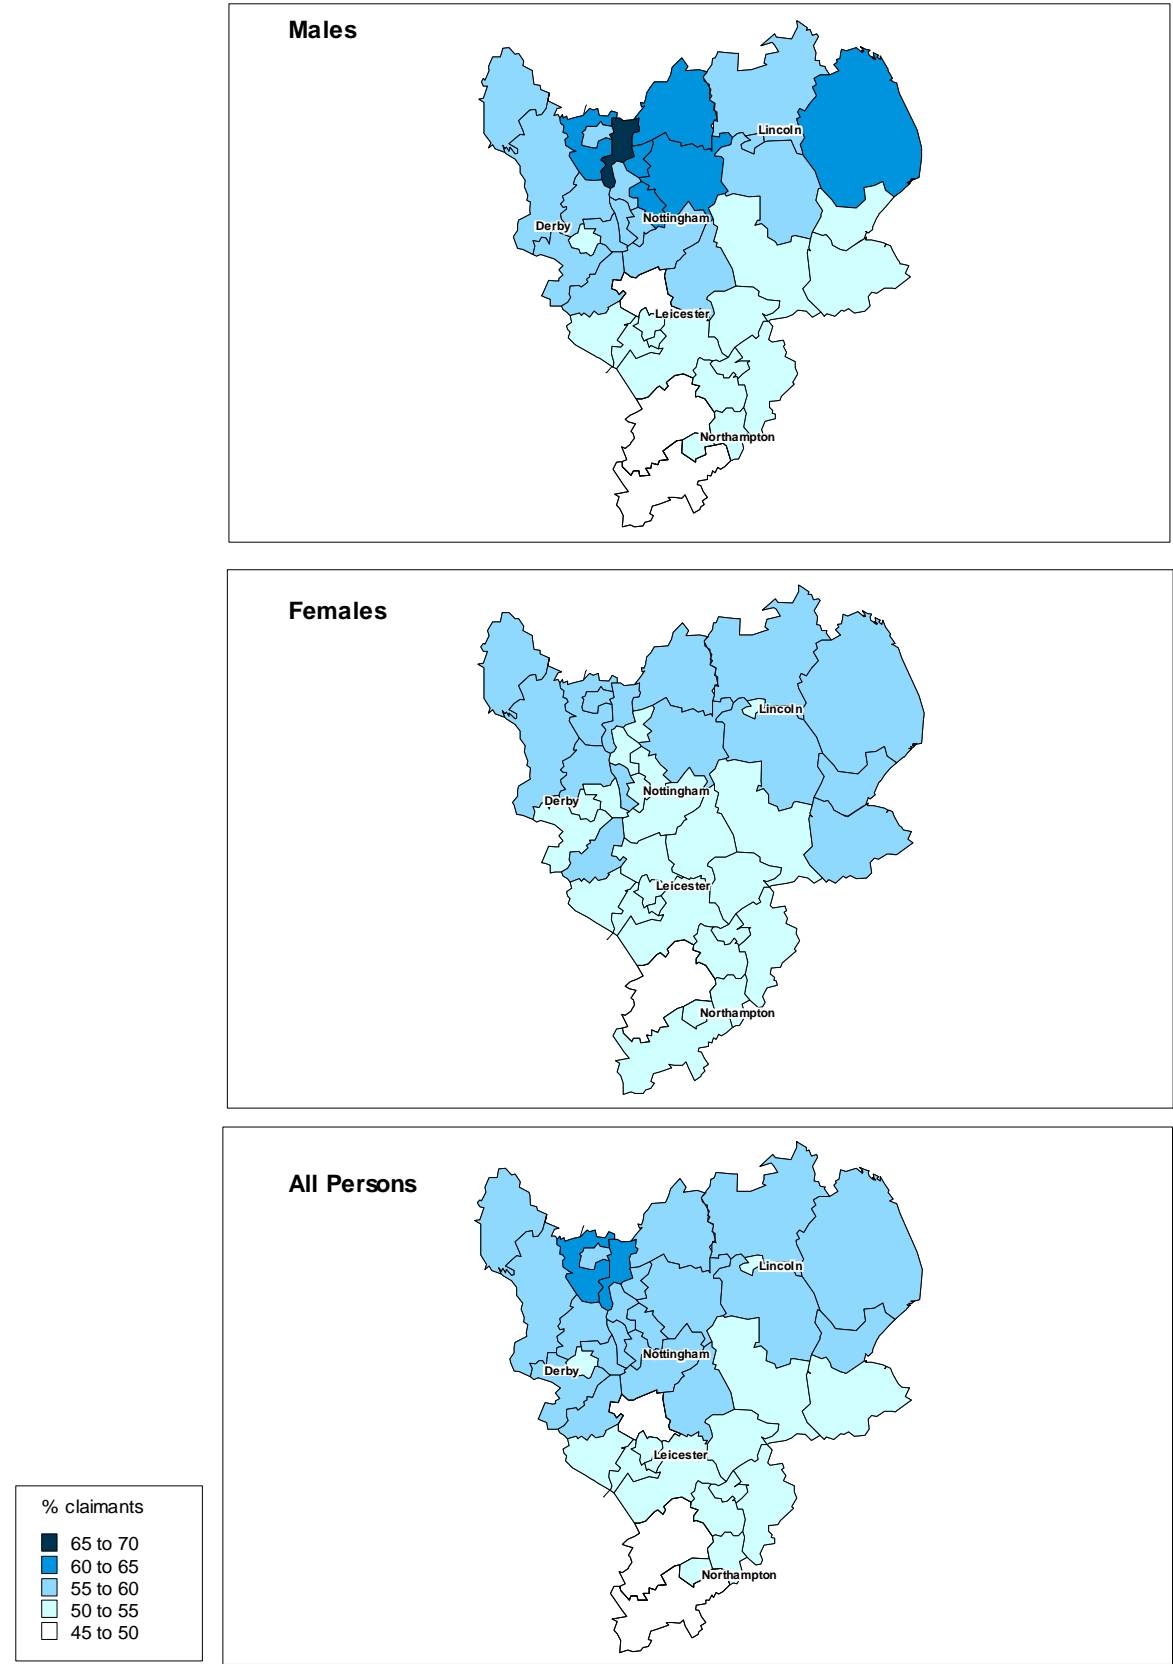 Males
Lincoln
Nottingham
Derby
Leicester
Northampton
Females
Lincoln
Nottingham
Derby
Leicester
Northampton
All Persons
Lincoln
Nottingham
Derby
Leicester
Northampton
% claimants
65 to 70
60 to 65
55 to 60
50 to 55
45 to 50